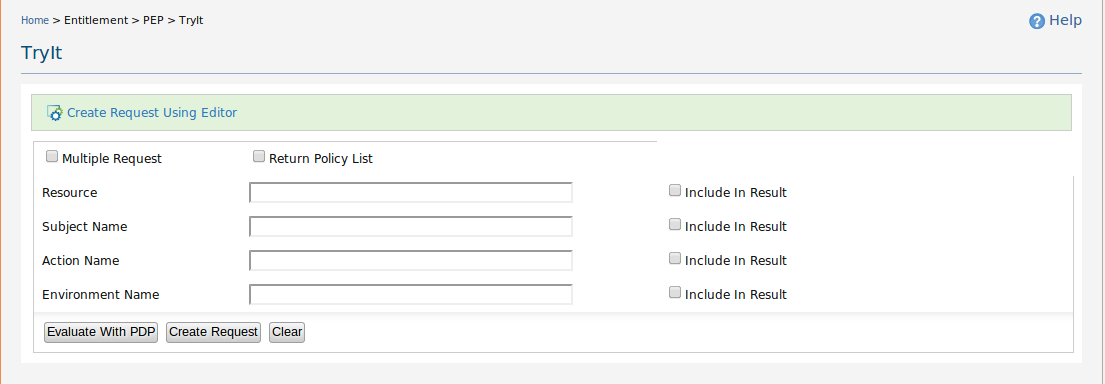 Home > Entitlement > PEP > TryIt
Help
TryIt
Create Request Using Editor
Multiple Request Return Policy List
Resource Include In Result
Subject Name Include In Result
Action Name Include In Result
Environment Name Include In Result
Evaluate With PDP Create Request Clear